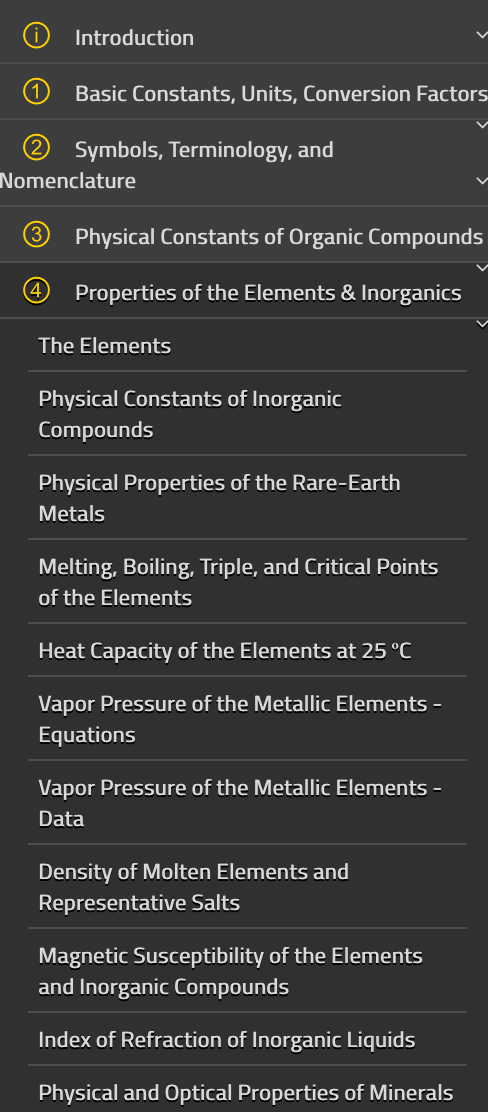 i Introduction
1 Basic Constants, Units, Conversion Factors
2 Symbols, Terminology, and
Nomenclature
3 Physical Constants of Organic Compounds
4 Properties of the Elements & Inorganics
The Elements
Physical Constants of Inorganic
Compounds
Physical Properties of the Rare-Earth
Metals
Melting, Boiling, Triple, and Critical Points
of the Elements
Heat Capacity of the Elements at 25 ºC
Vapor Pressure of the Metallic Elements -
Equations
Vapor Pressure of the Metallic Elements -
Data
Density of Molten Elements and
Representative Salts
Magnetic Susceptibility of the Elements
and Inorganic Compounds
Index of Refraction of Inorganic Liquids
Physical and Optical Properties of Minerals